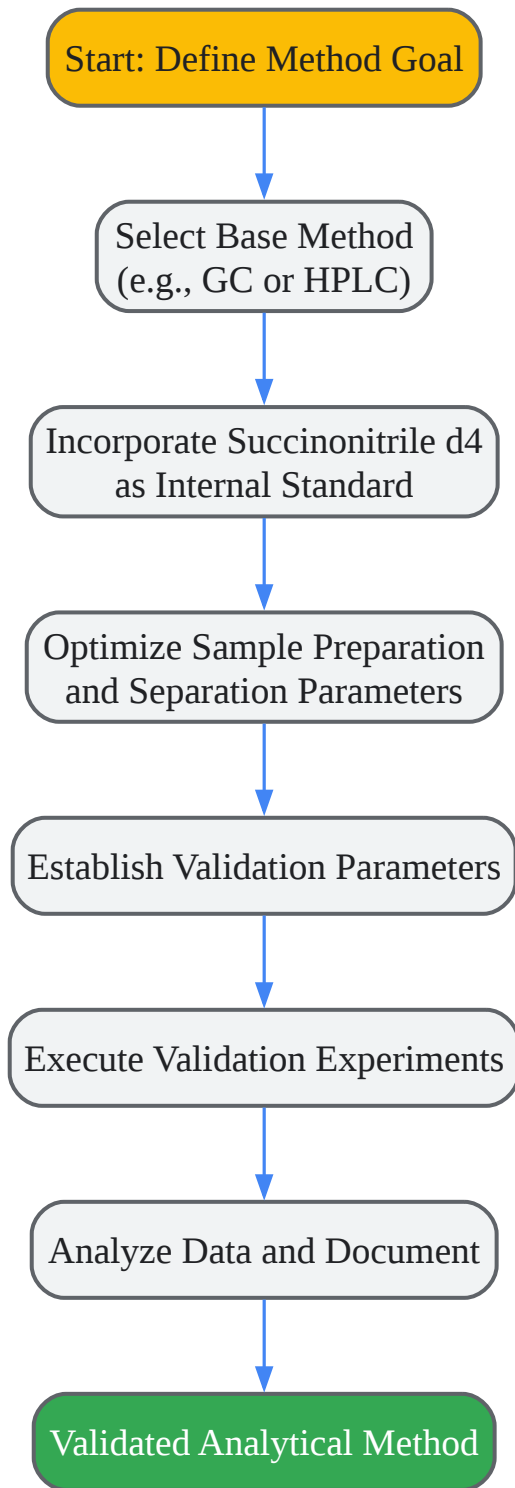 Start: Define Method Goal
Select Base Method
(e.g., GC or HPLC)
Incorporate Succinonitrile d4
as Internal Standard
Optimize Sample Preparation
and Separation Parameters
Establish Validation Parameters
Execute Validation Experiments
Analyze Data and Document
Validated Analytical Method